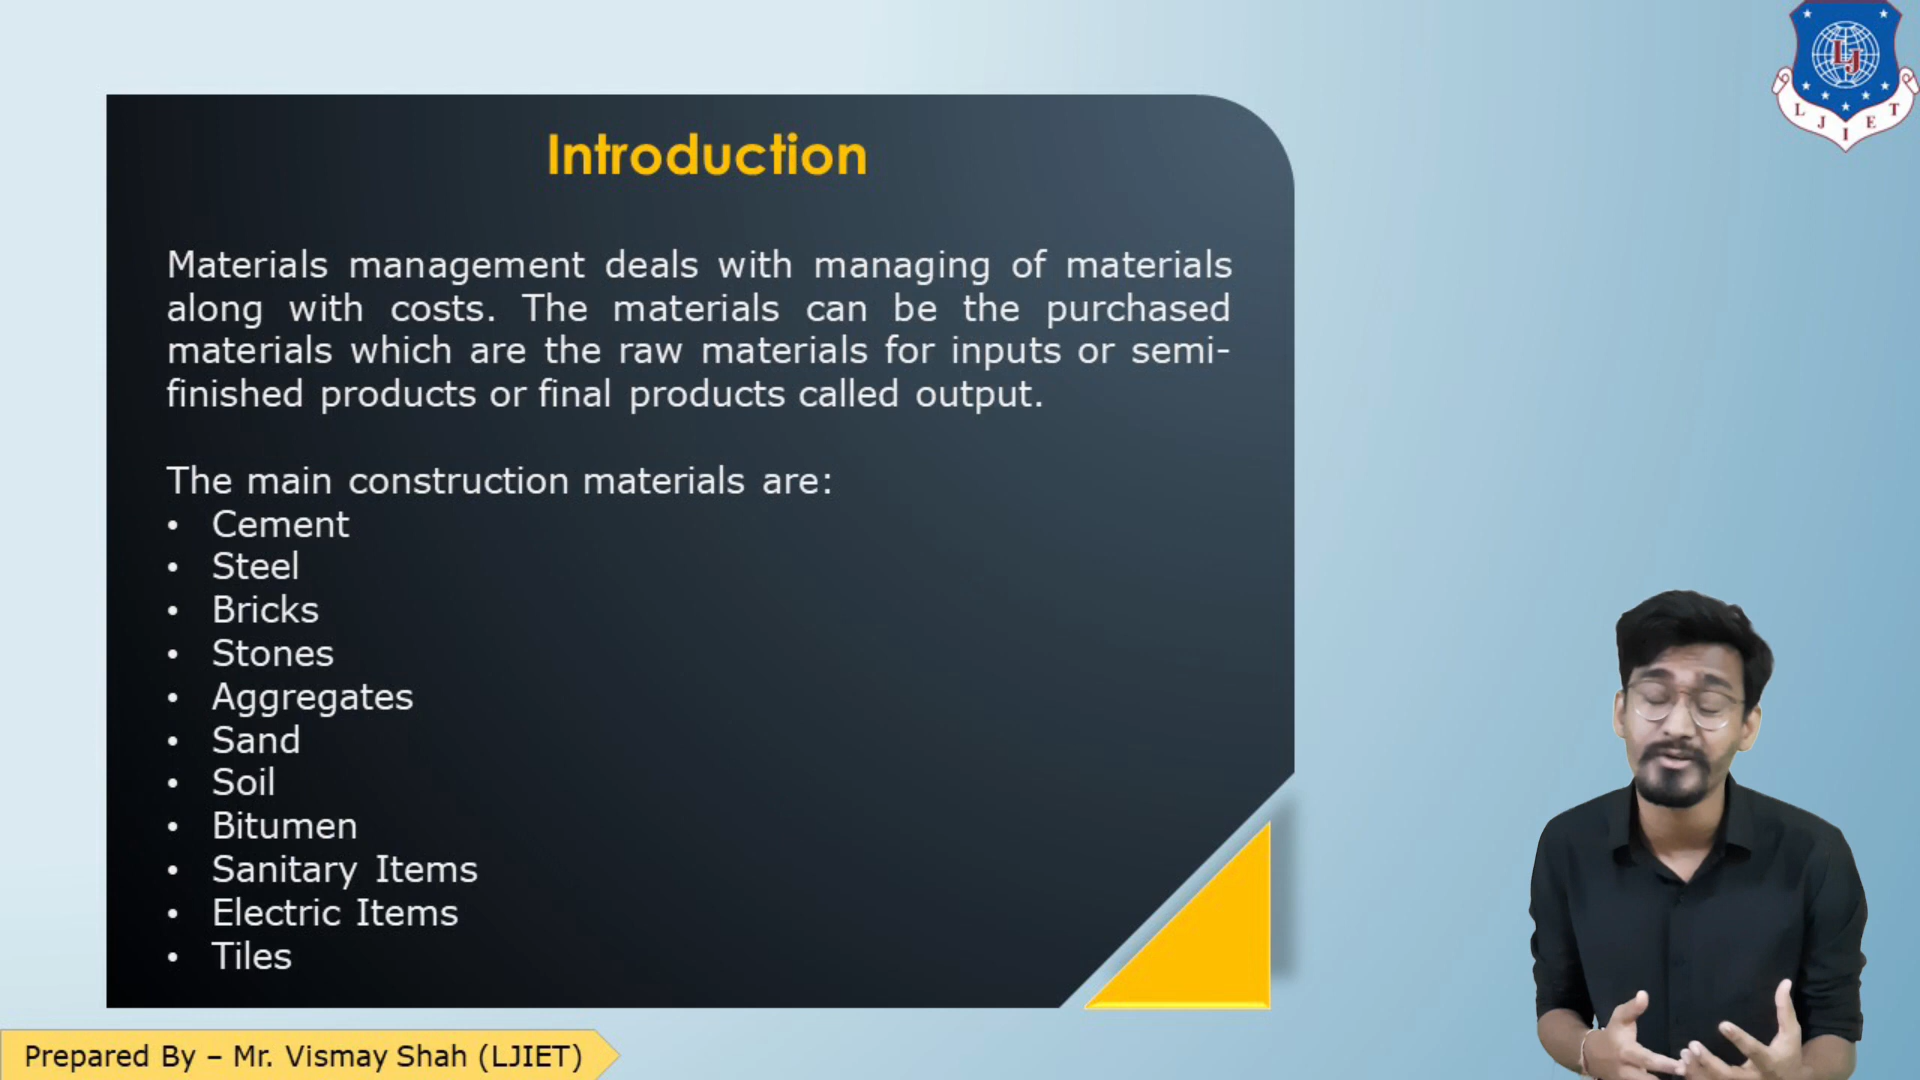 LJ
L J I E T
Introduction
Materials management deals with managing of materials
along with costs. The materials can be the purchased
materials which are the raw materials for inputs or semi-
finished products or final products called output.
The main construction materials are:
• Cement
• Steel
• Bricks
• Stones
• Aggregates
• Sand
• Soil
• Bitumen
• Sanitary Items
• Electric Items
• Tiles
Prepared By – Mr. Vismay Shah (LJIET)